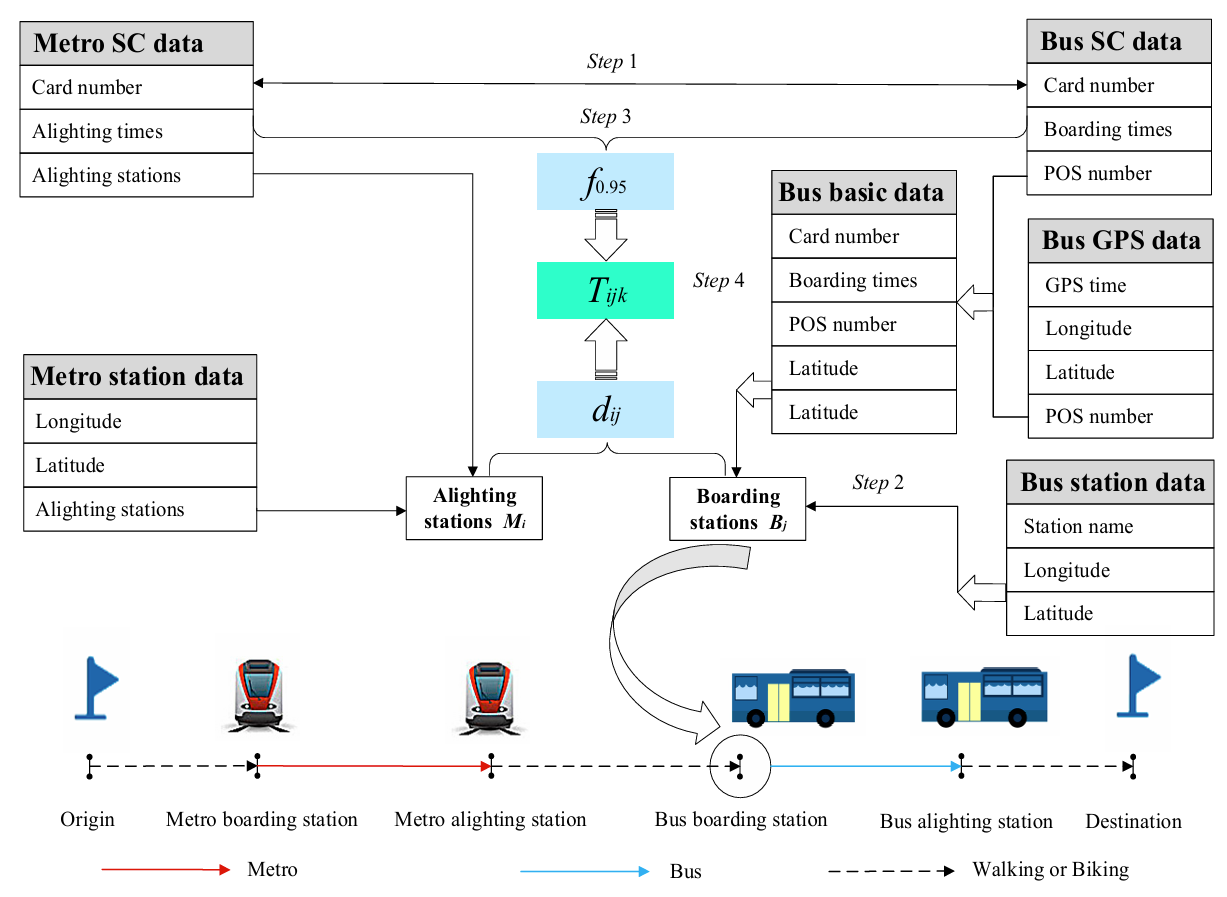 Metro SC data
Card number
Alighting times
Alighting stations
Step 1
Step 3
Bus SC data
Card number
Boarding times
POS number
f0.95
Tijk
Step 4
dij
Bus basic data
Card number
Boarding times
POS number
Latitude
Latitude
Bus GPS data
GPS time
Longitude
Latitude
POS number
Metro station data
Longitude
Latitude
Alighting stations
Alighting
stations Mi
Boarding
stations Bj
Step 2
Bus station data
Station name
Longitude
Latitude
Origin
Metro boarding station
Metro alighting station
Bus boarding station
Bus alighting station
Destination
Metro
Bus
Walking or Biking